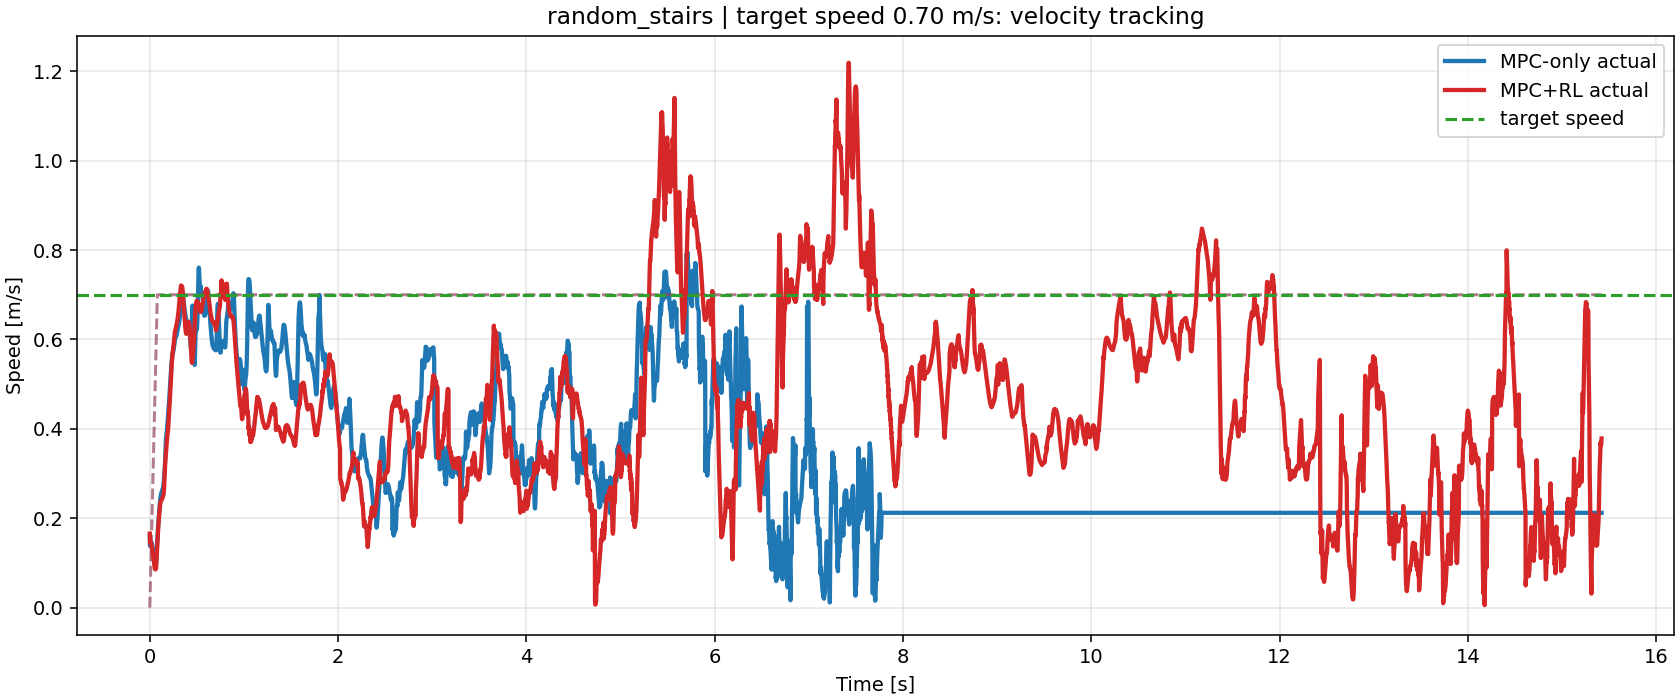 random_stairs | target speed 0.70 m/s: velocity tracking
MPC-only actual
MPC+RL actual
target speed
Speed [m/s]
1.2
1.0
0.8
0.6
0.4
0.2
0.0
0 2 4 6 8 10 12 14 16
Time [s]